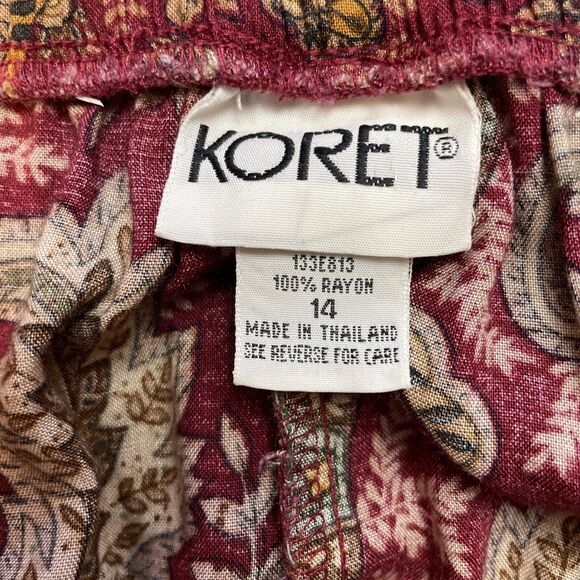 KORET®
133E813
100% RAYON
14
MADE IN THAILAND
SEE REVERSE FOR CARE